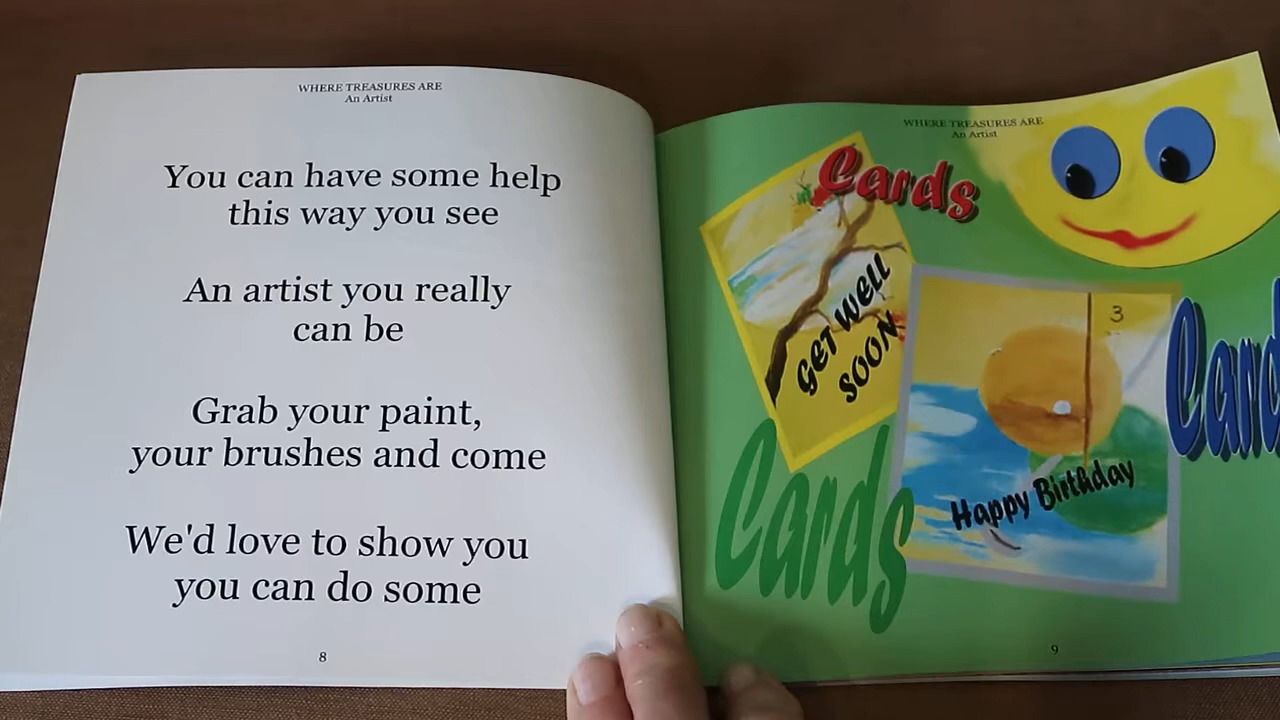 WHERE TREASURES ARE
An Artist
You can have some help
this way you see
An artist you really
can be
Grab your paint,
your brushes and come
We'd love to show you
you can do some
8
WHERE TREASURES ARE
An Artist
Cards
GET WELL
SOON
3
Happy Birthday
Cards
Cards
9